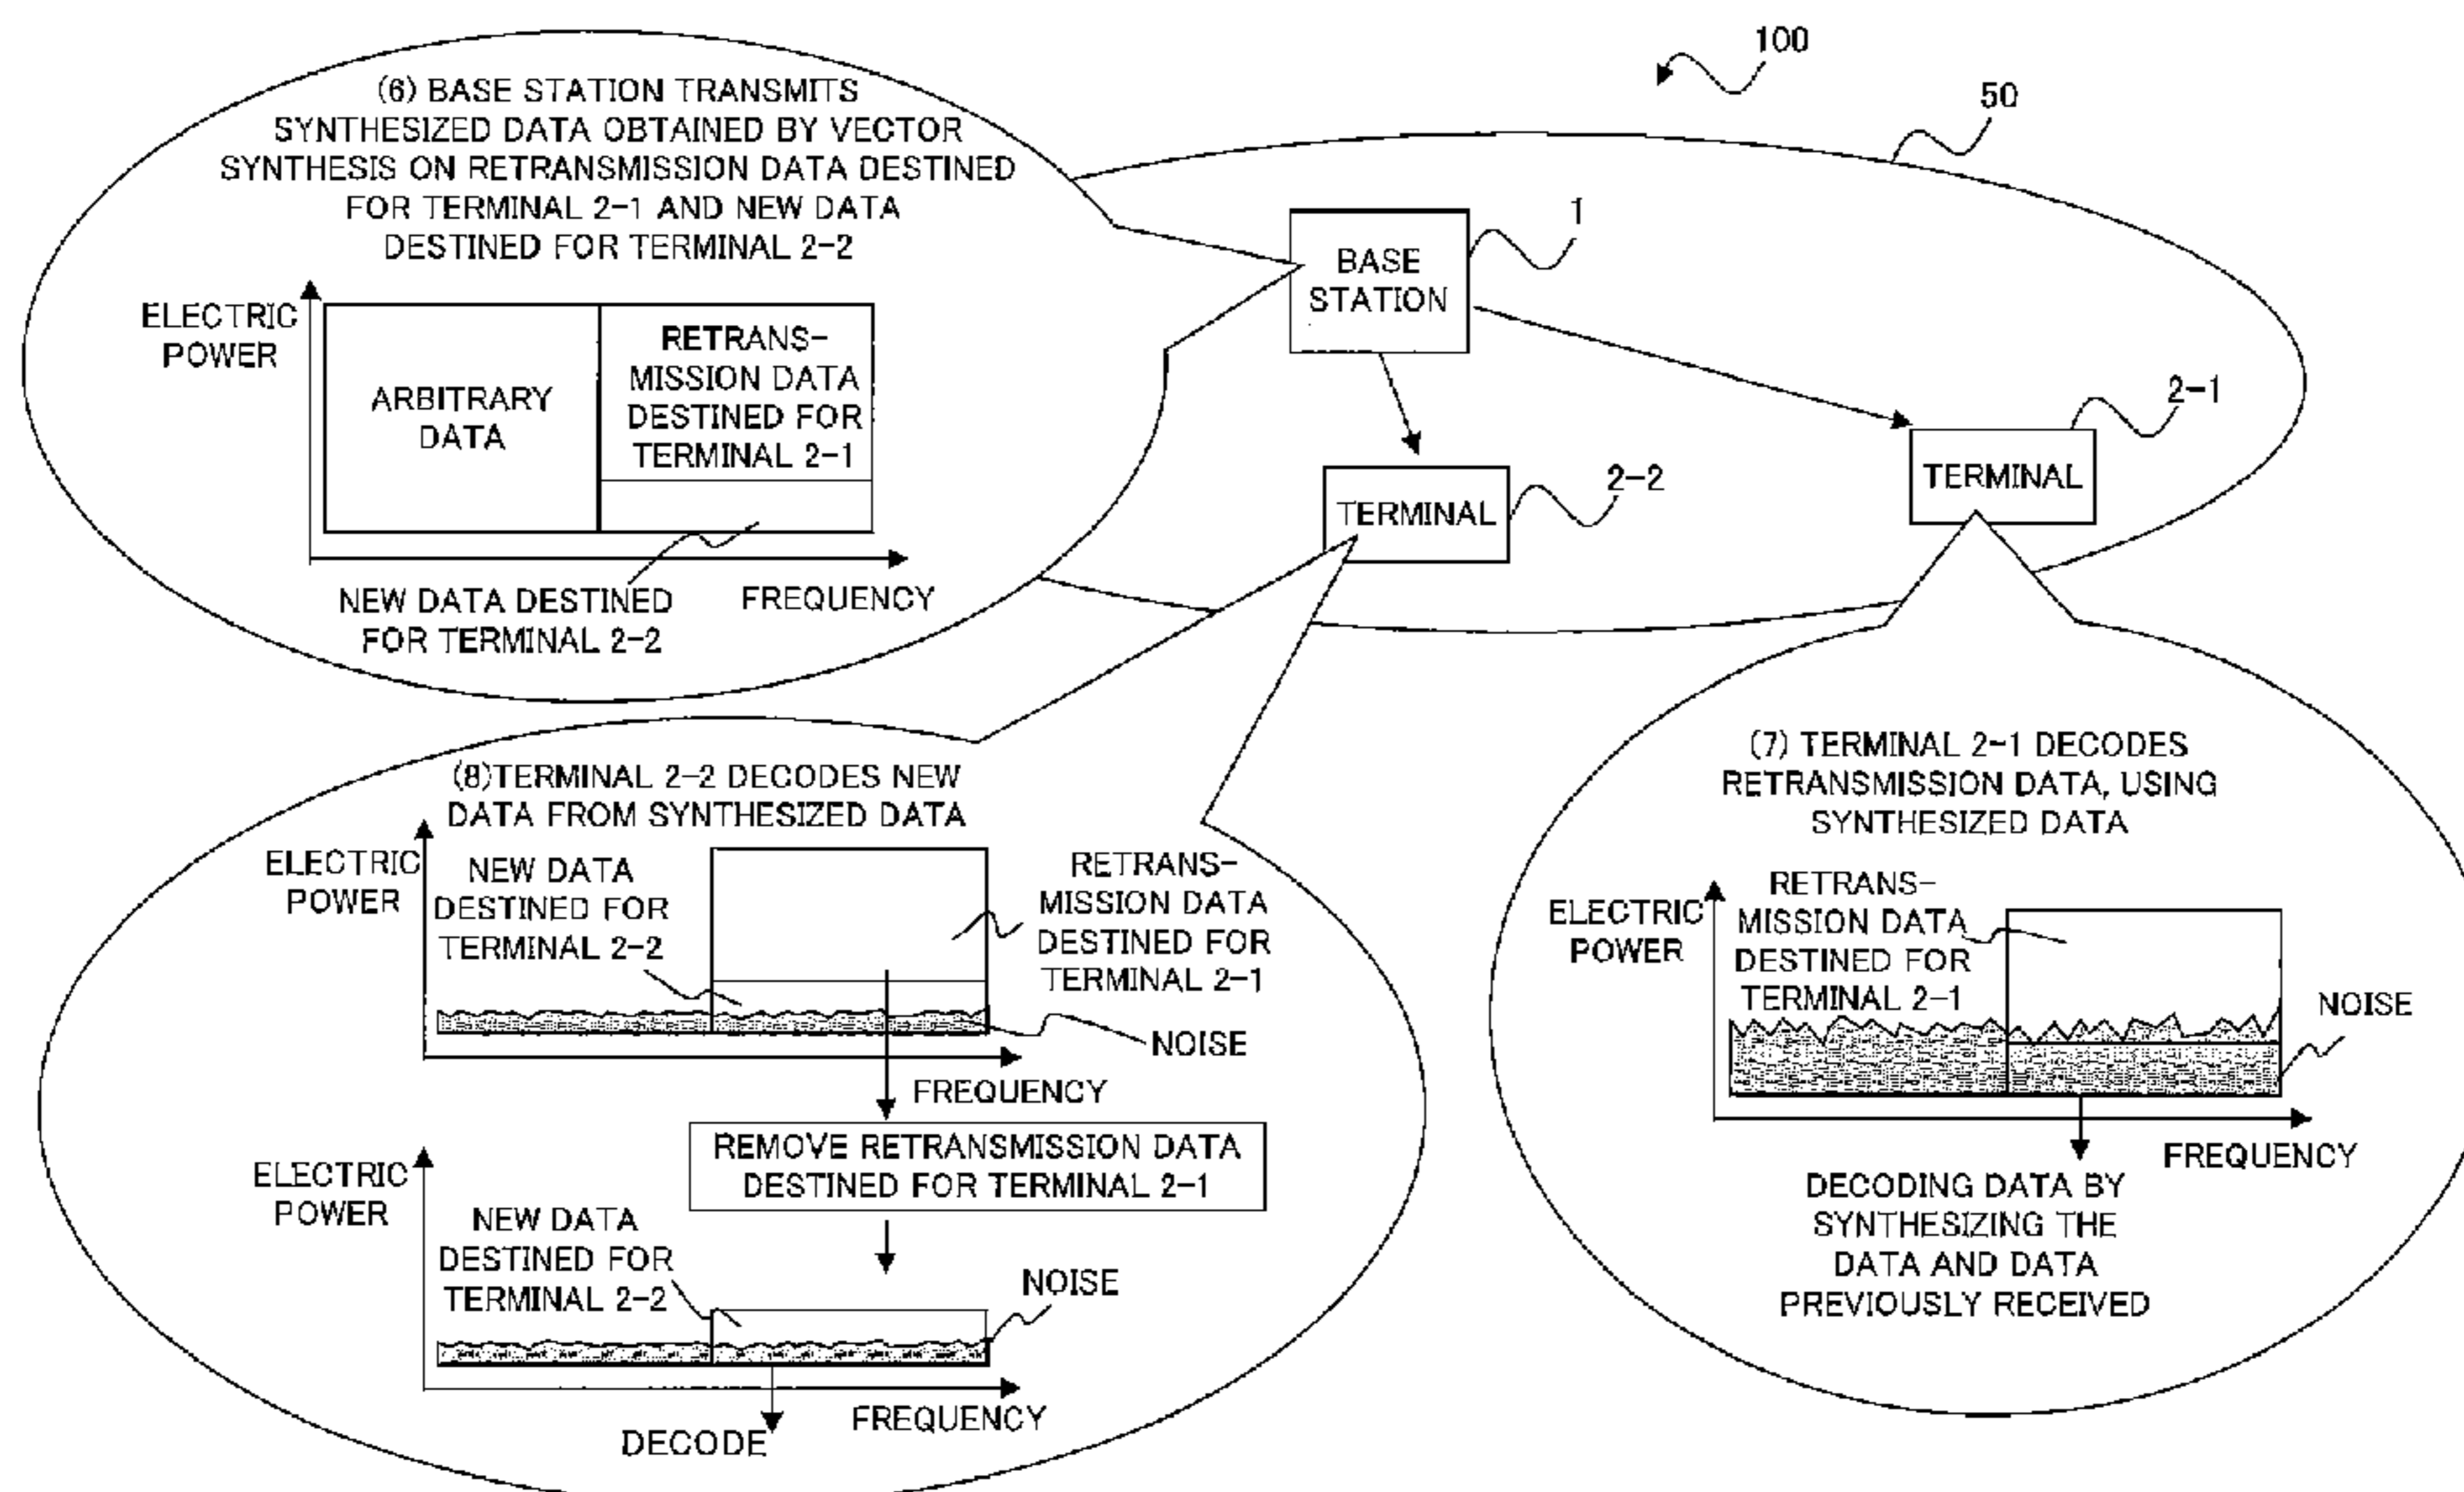 100
50
(6) BASE STATION TRANSMITS
SYNTHESIZED DATA OBTAINED BY VECTOR
SYNTHESIS ON RETRANSMISSION DATA DESTINED
FOR TERMINAL 2-1 AND NEW DATA
DESTINED FOR TERMINAL 2-2
ELECTRIC
POWER
ARBITRARY
DATA
RETRANS-
MISSION DATA
DESTINED FOR
TERMINAL 2-1
NEW DATA DESTINED
FOR TERMINAL 2-2
FREQUENCY
1
BASE
STATION
2-1
TERMINAL
2-2
TERMINAL
(8)TERMINAL 2-2 DECODES NEW
DATA FROM SYNTHESIZED DATA
ELECTRIC
POWER
NEW DATA
DESTINED FOR
TERMINAL 2-2
RETRANS-
MISSION DATA
DESTINED FOR
TERMINAL 2-1
NOISE
FREQUENCY
REMOVE RETRANSMISSION DATA
DESTINED FOR TERMINAL 2-1
ELECTRIC
POWER
NEW DATA
DESTINED FOR
TERMINAL 2-2
NOISE
FREQUENCY
DECODE
(7) TERMINAL 2-1 DECODES
RETRANSMISSION DATA, USING
SYNTHESIZED DATA
ELECTRIC
POWER
RETRANS-
MISSION DATA
DESTINED FOR
TERMINAL 2-1
NOISE
FREQUENCY
DECODING DATA BY
SYNTHESIZING THE
DATA AND DATA
PREVIOUSLY RECEIVED